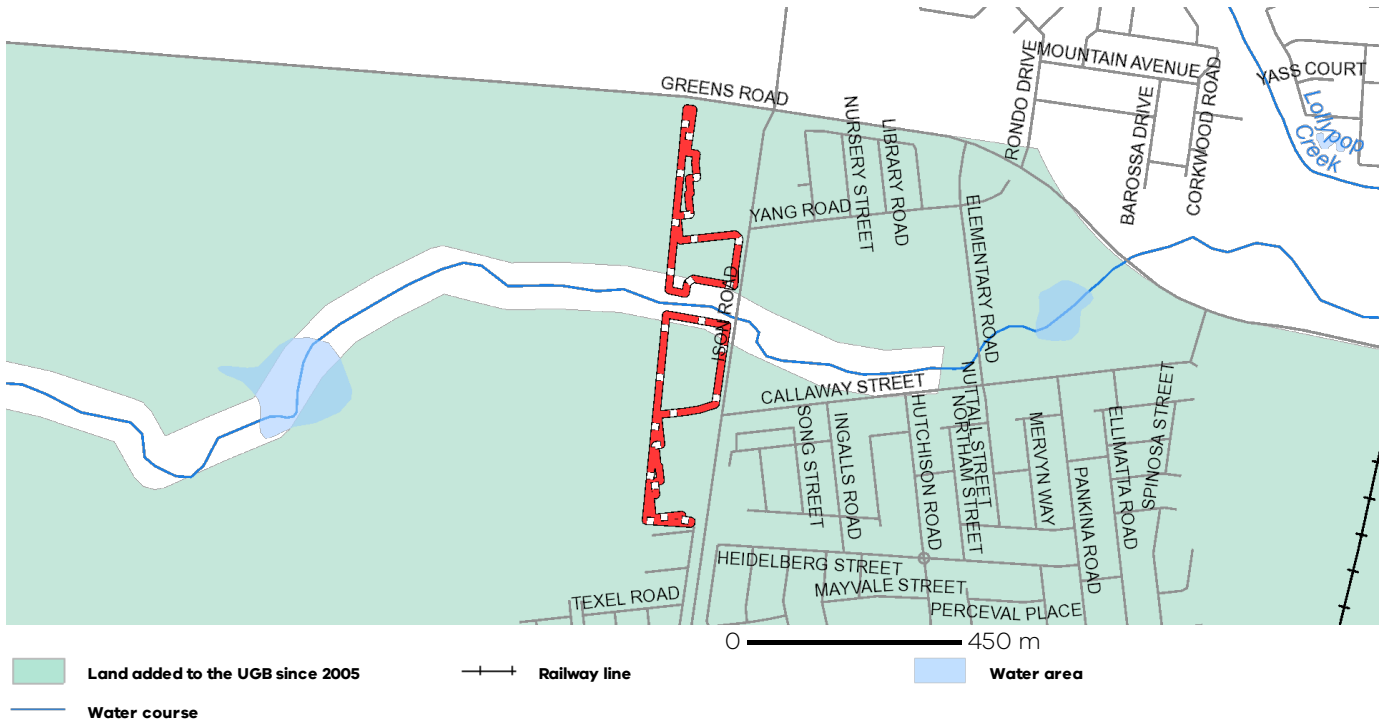 MOUNTAIN AVENUE
YASS COURT
GREENS ROAD
RONDO DRIVE
BAROSSA DRIVE
CORKWOOD ROAD
Lollypop
Creek
NURSERY STREET
LIBRARY ROAD
YANG ROAD
ELEMENTARY ROAD
ISON ROAD
CALLAWAY STREET
SONG STREET
INGALLS ROAD
HUTCHISON ROAD
NUTTALL STREET
NORTHAM STREET
MERVYN WAY
PANKINA ROAD
ELLIMATTA ROAD
SPINOSA STREET
HEIDELBERG STREET
MAYVALE STREET
TEXEL ROAD
PERCEVAL PLACE
0 450 m
Land added to the UGB since 2005
Railway line
Water area
Water course